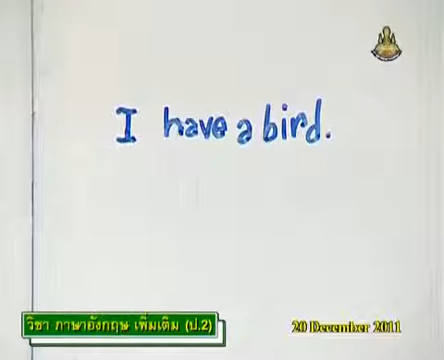 I have a bird.
วิชา ภาษาอังกฤษ เพิ่มเติม (ป.2)
20 December 2011